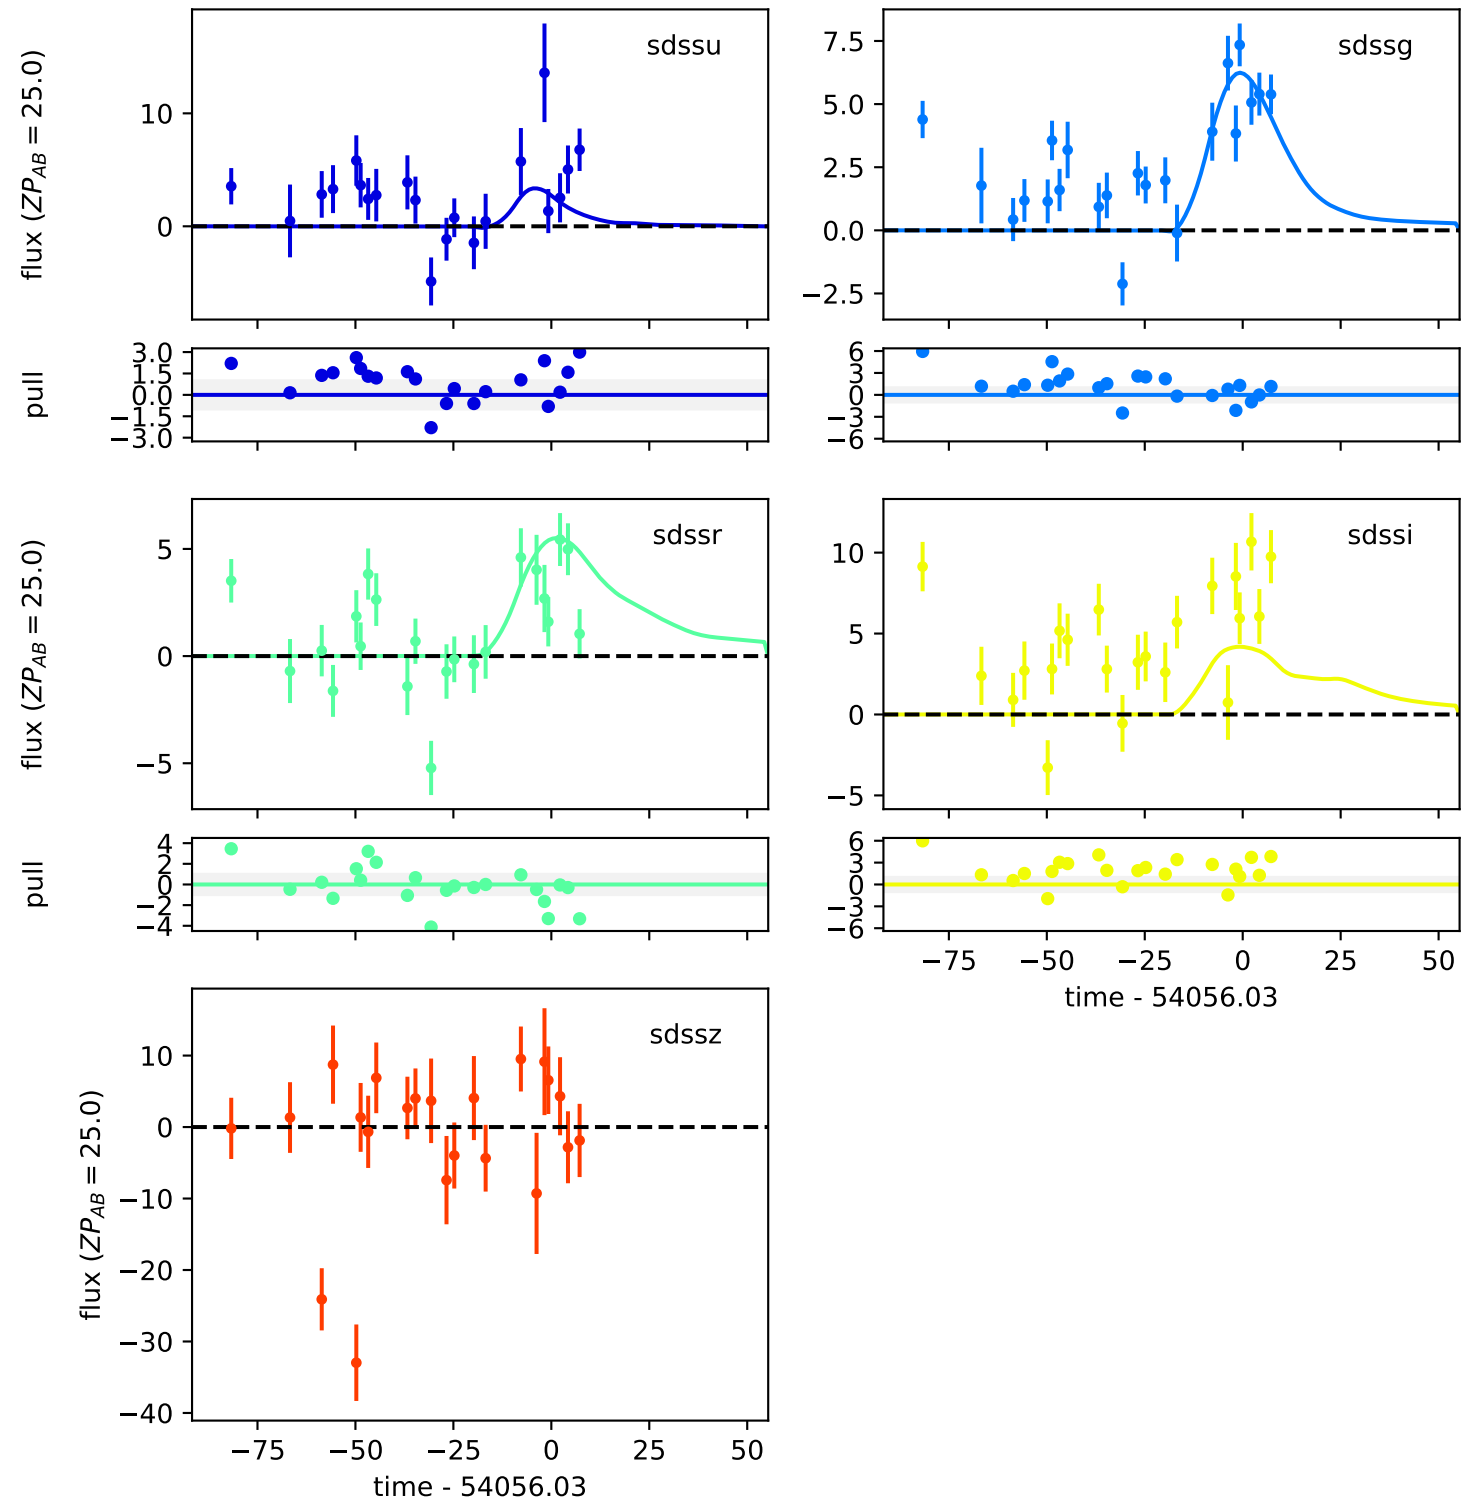 sdssu
flux (ZP_AB = 25.0)
10
0
sdssg
7.5
5.0
2.5
0.0
−2.5
pull
3.0
1.5
0.0
−1.5
−3.0
6
3
0
−3
−6
sdssr
flux (ZP_AB = 25.0)
5
0
−5
sdssi
10
5
0
−5
pull
4
2
0
−2
−4
6
3
0
−3
−6
−75 −50 −25 0 25 50
time - 54056.03
sdssz
flux (ZP_AB = 25.0)
10
0
−10
−20
−30
−40
−75 −50 −25 0 25 50
time - 54056.03